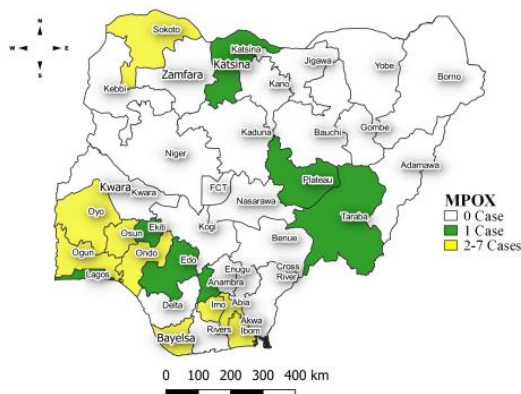 N
W E
S
Sokoto
Katsina
Katsina
Jigawa
Yobe
Borno
Zamfara
Kano
Kebbi
Kaduna
Bauchi
Gombe
Adamawa
Niger
Plateau
Kwara
Kwara
FCT
Nasarawa
Taraba
Oyo
Osun
Ekiti
Kogi
Benue
Ogun
Ondo
Edo
Lagos
Enugu
Anambra
Cross
River
Delta
Imo
Abia
Bayelsa
Rivers
Akwa
Ibom
MPOX
0 Case
1 Case
2-7 Cases
0 100 200 300 400 km